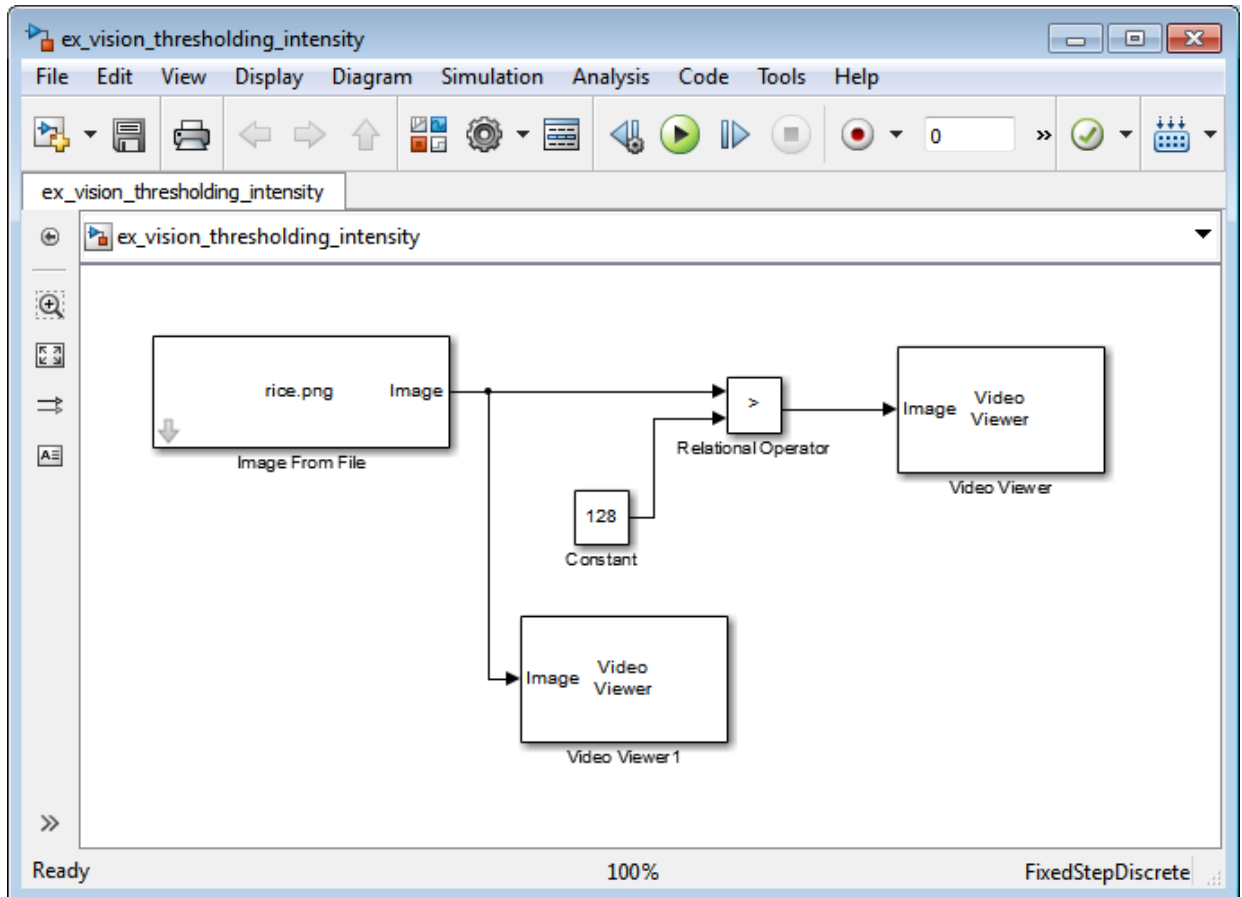 ex_vision_thresholding_intensity
File Edit View Display Diagram Simulation Analysis Code Tools Help
0 »
ex_vision_thresholding_intensity
ex_vision_thresholding_intensity
rice.png Image
Image From File
>
Relational Operator
Image Video
Viewer
Video Viewer
128
Constant
Image Video
Viewer
Video Viewer1
A
»
Ready 100% FixedStepDiscrete